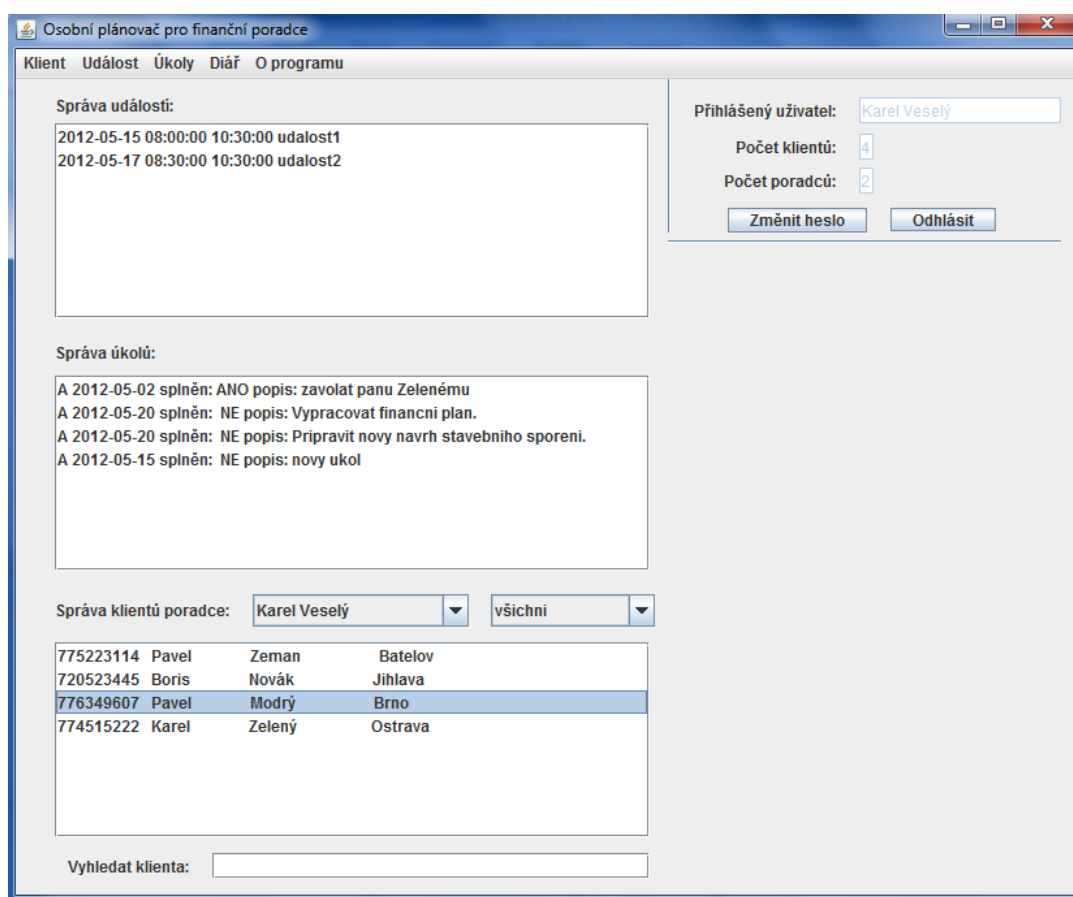 Osobní plánovač pro finanční poradce
Klient Událost Úkoly Diář O programu
Správa událostí:
2012-05-15 08:00:00 10:30:00 udalost1
2012-05-17 08:30:00 10:30:00 udalost2
Přihlášený uživatel: Karel Veselý
Počet klientů: 4
Počet poradců: 2
Změnit heslo Odhlásit
Správa úkolů:
A 2012-05-02 splněn: ANO popis: zavolat panu Zelenému
A 2012-05-20 splněn: NE popis: Vypracovat financni plan.
A 2012-05-20 splněn: NE popis: Pripravit novy navrh stavebniho sporeni.
A 2012-05-15 splněn: NE popis: novy ukol
Správa klientů poradce: Karel Veselý všichni
775223114 Pavel Zeman Batelov
720523445 Boris Novák Jihlava
776349607 Pavel Modrý Brno
774515222 Karel Zelený Ostrava
Vyhledat klienta: